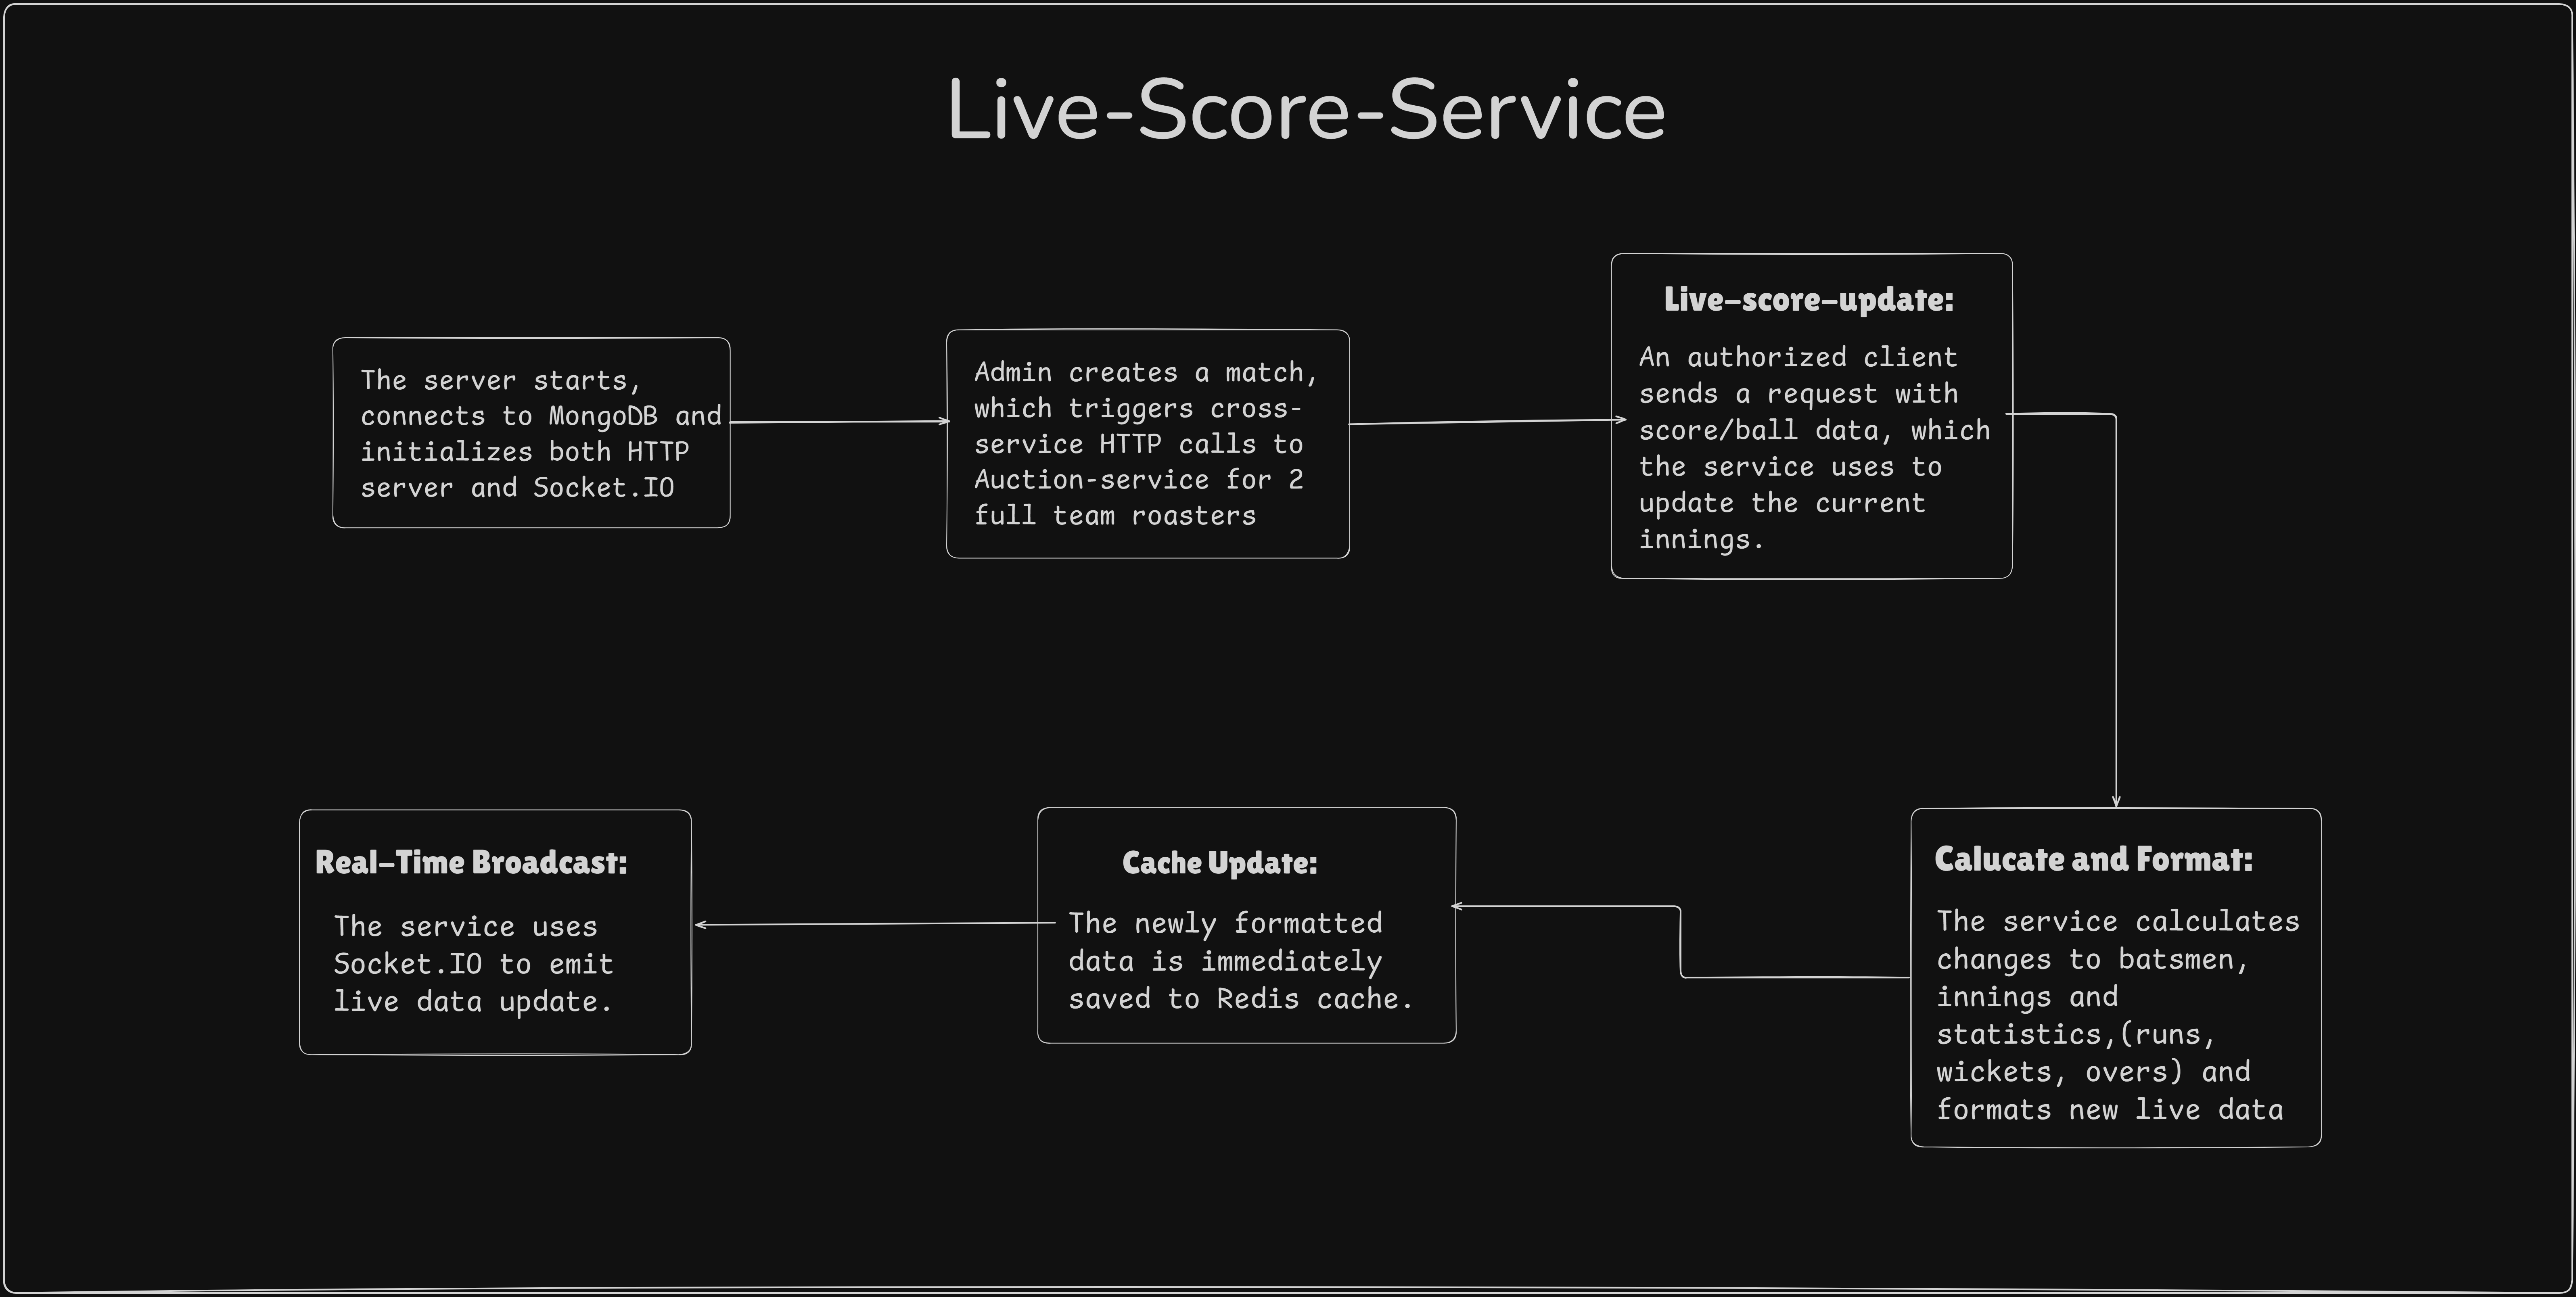 Live-Score-Service
The server starts,
connects to MongoDB and
initializes both HTTP
server and Socket.IO
Admin creates a match,
which triggers cross-
service HTTP calls to
Auction-service for 2
full team roasters
Live-score-update:
An authorized client
sends a request with
score/ball data, which
the service uses to
update the current
innings.
Calucate and Format:
The service calculates
changes to batsmen,
innings and
statistics,(runs,
wickets, overs) and
formats new live data
Cache Update:
The newly formatted
data is immediately
saved to Redis cache.
Real-Time Broadcast:
The service uses
Socket.IO to emit
live data update.